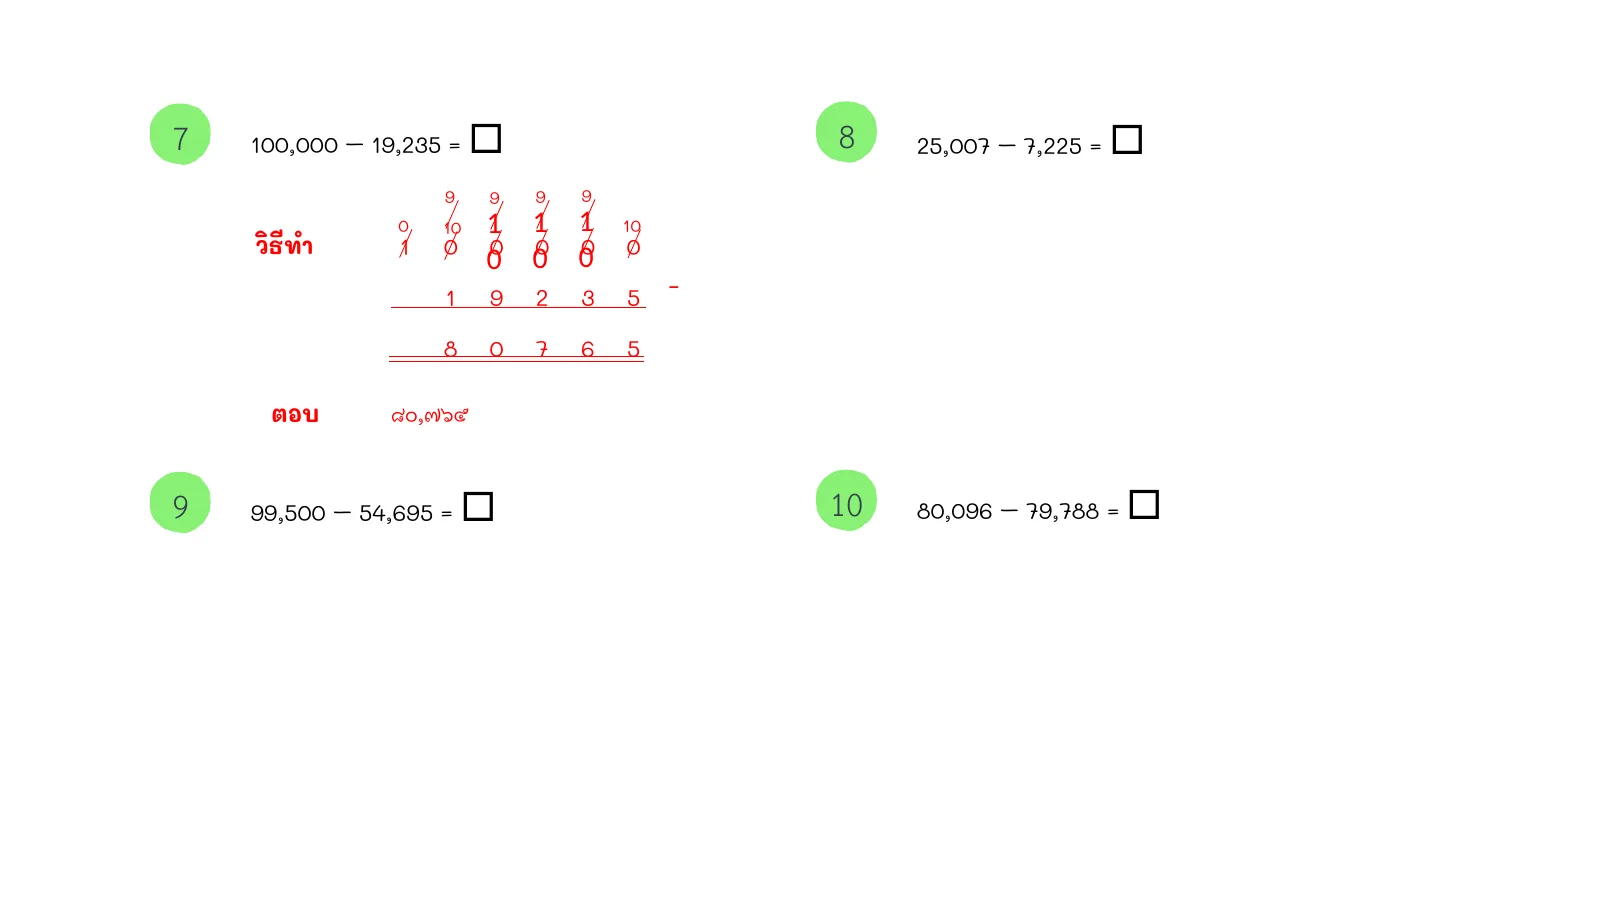 7
100,000 – 19,235 = □
9 9 9 9
0 10 1 1 1 10
วิธีทำ 1 0 0 0 0 0
0 0 0
-
1 9 2 3 5
8 0 7 6 5
ตอบ ๘๐,๗๖๕
8
25,007 – 7,225 = □
9
99,500 – 54,695 = □
10
80,096 – 79,788 = □